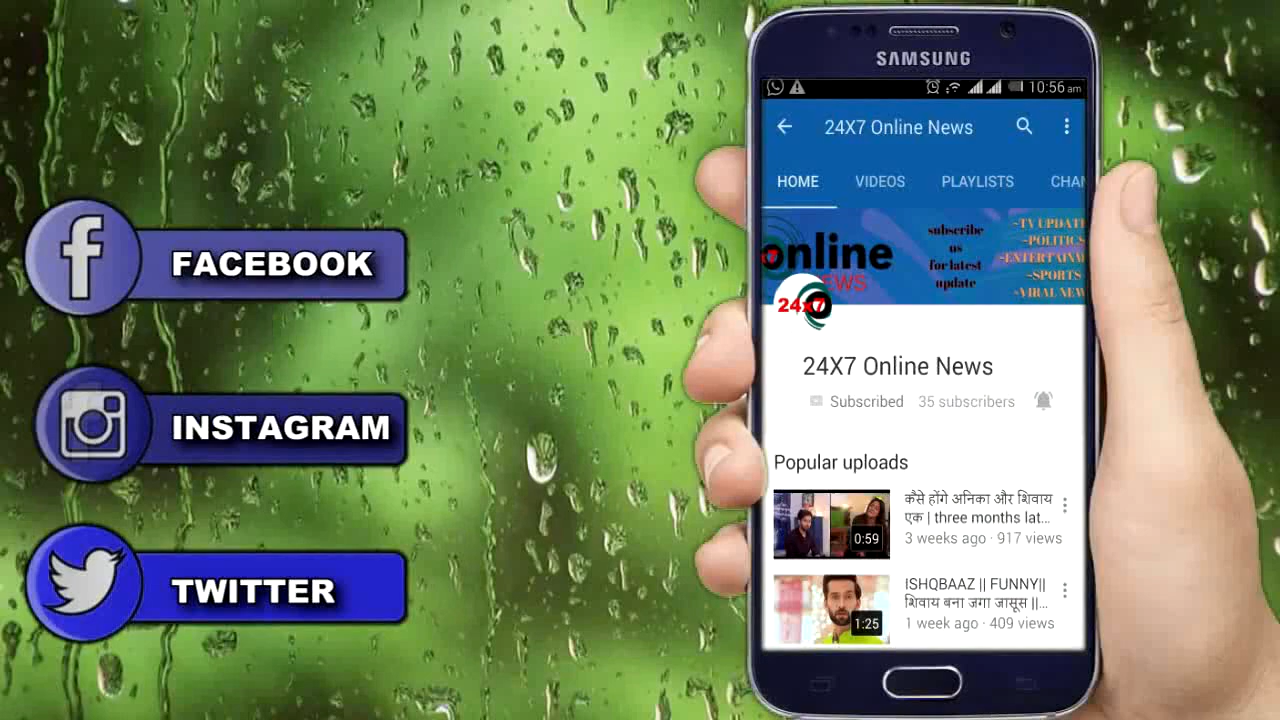 FACEBOOK
INSTAGRAM
TWITTER
SAMSUNG
10:56 am
24X7 Online News
HOME VIDEOS PLAYLISTS CHAN
online
NEWS
subscribe
us
for latest
update
~TV UPDATE
~POLITICS
~ENTERTAINM
~SPORTS
~VIRAL NEW
24x7
24X7 Online News
Subscribed 35 subscribers
Popular uploads
कैसे होंगे अनिका और शिवाय
एक | three months lat...
3 weeks ago · 917 views
0:59
ISHQBAAZ || FUNNY||
शिवाय बना जगा जासूस ||...
1 week ago · 409 views
1:25